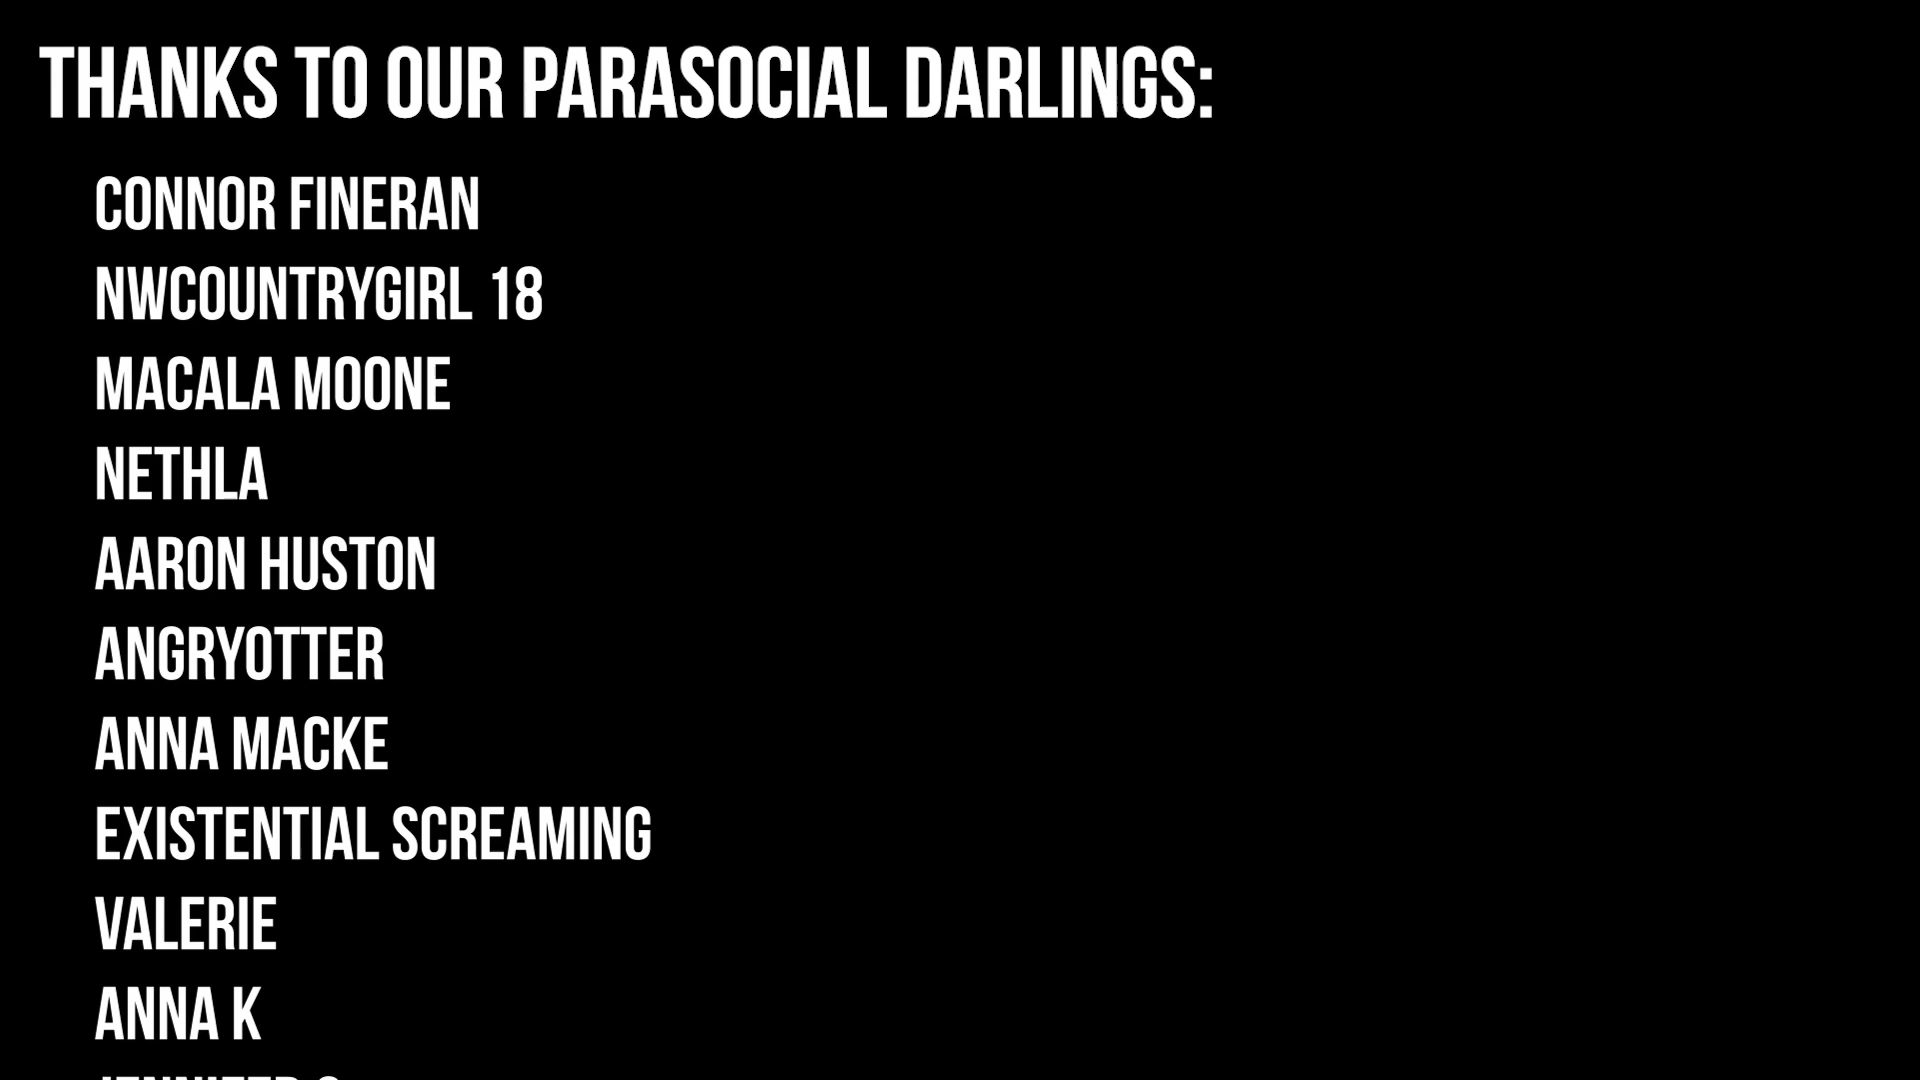 THANKS TO OUR PARASOCIAL DARLINGS:
CONNOR FINERAN
NWCOUNTRYGIRL 18
MACALA MOONE
NETHLA
AARON HUSTON
ANGRYOTTER
ANNA MACKE
EXISTENTIAL SCREAMING
VALERIE
ANNA K